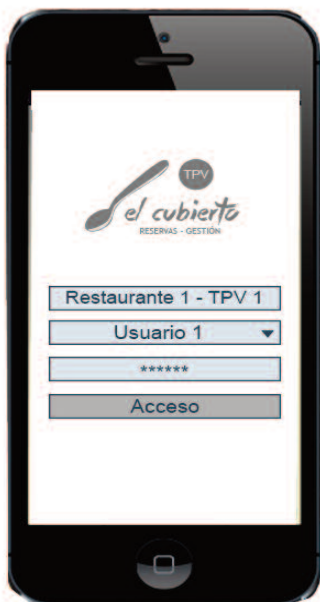 TPV
el cubierto
RESERVAS - GESTIÓN
Restaurante 1 - TPV 1
Usuario 1
******
Acceso